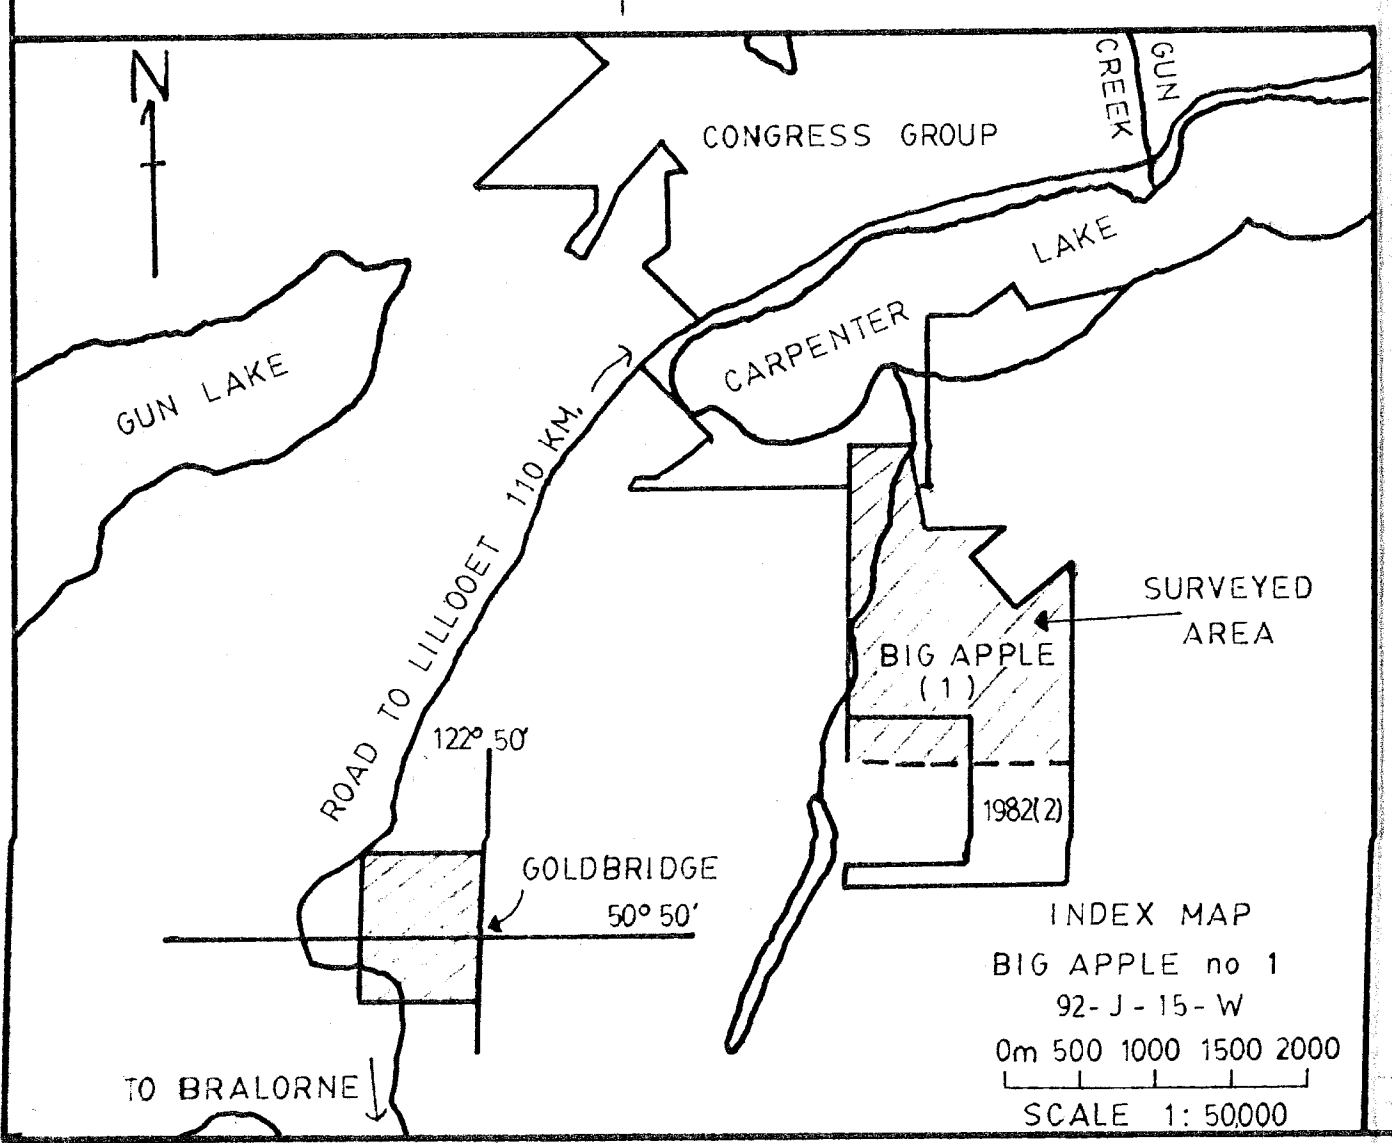 N
GUN
CREEK
CONGRESS GROUP
LAKE
CARPENTER
GUN LAKE
ROAD TO LILLOOET 110 KM.
SURVEYED
AREA
BIG APPLE
(1)
122° 50'
1982(2)
GOLDBRIDGE
50° 50'
INDEX MAP
BIG APPLE no 1
92-J-15-W
0m 500 1000 1500 2000
TO BRALORNE
SCALE 1:50,000